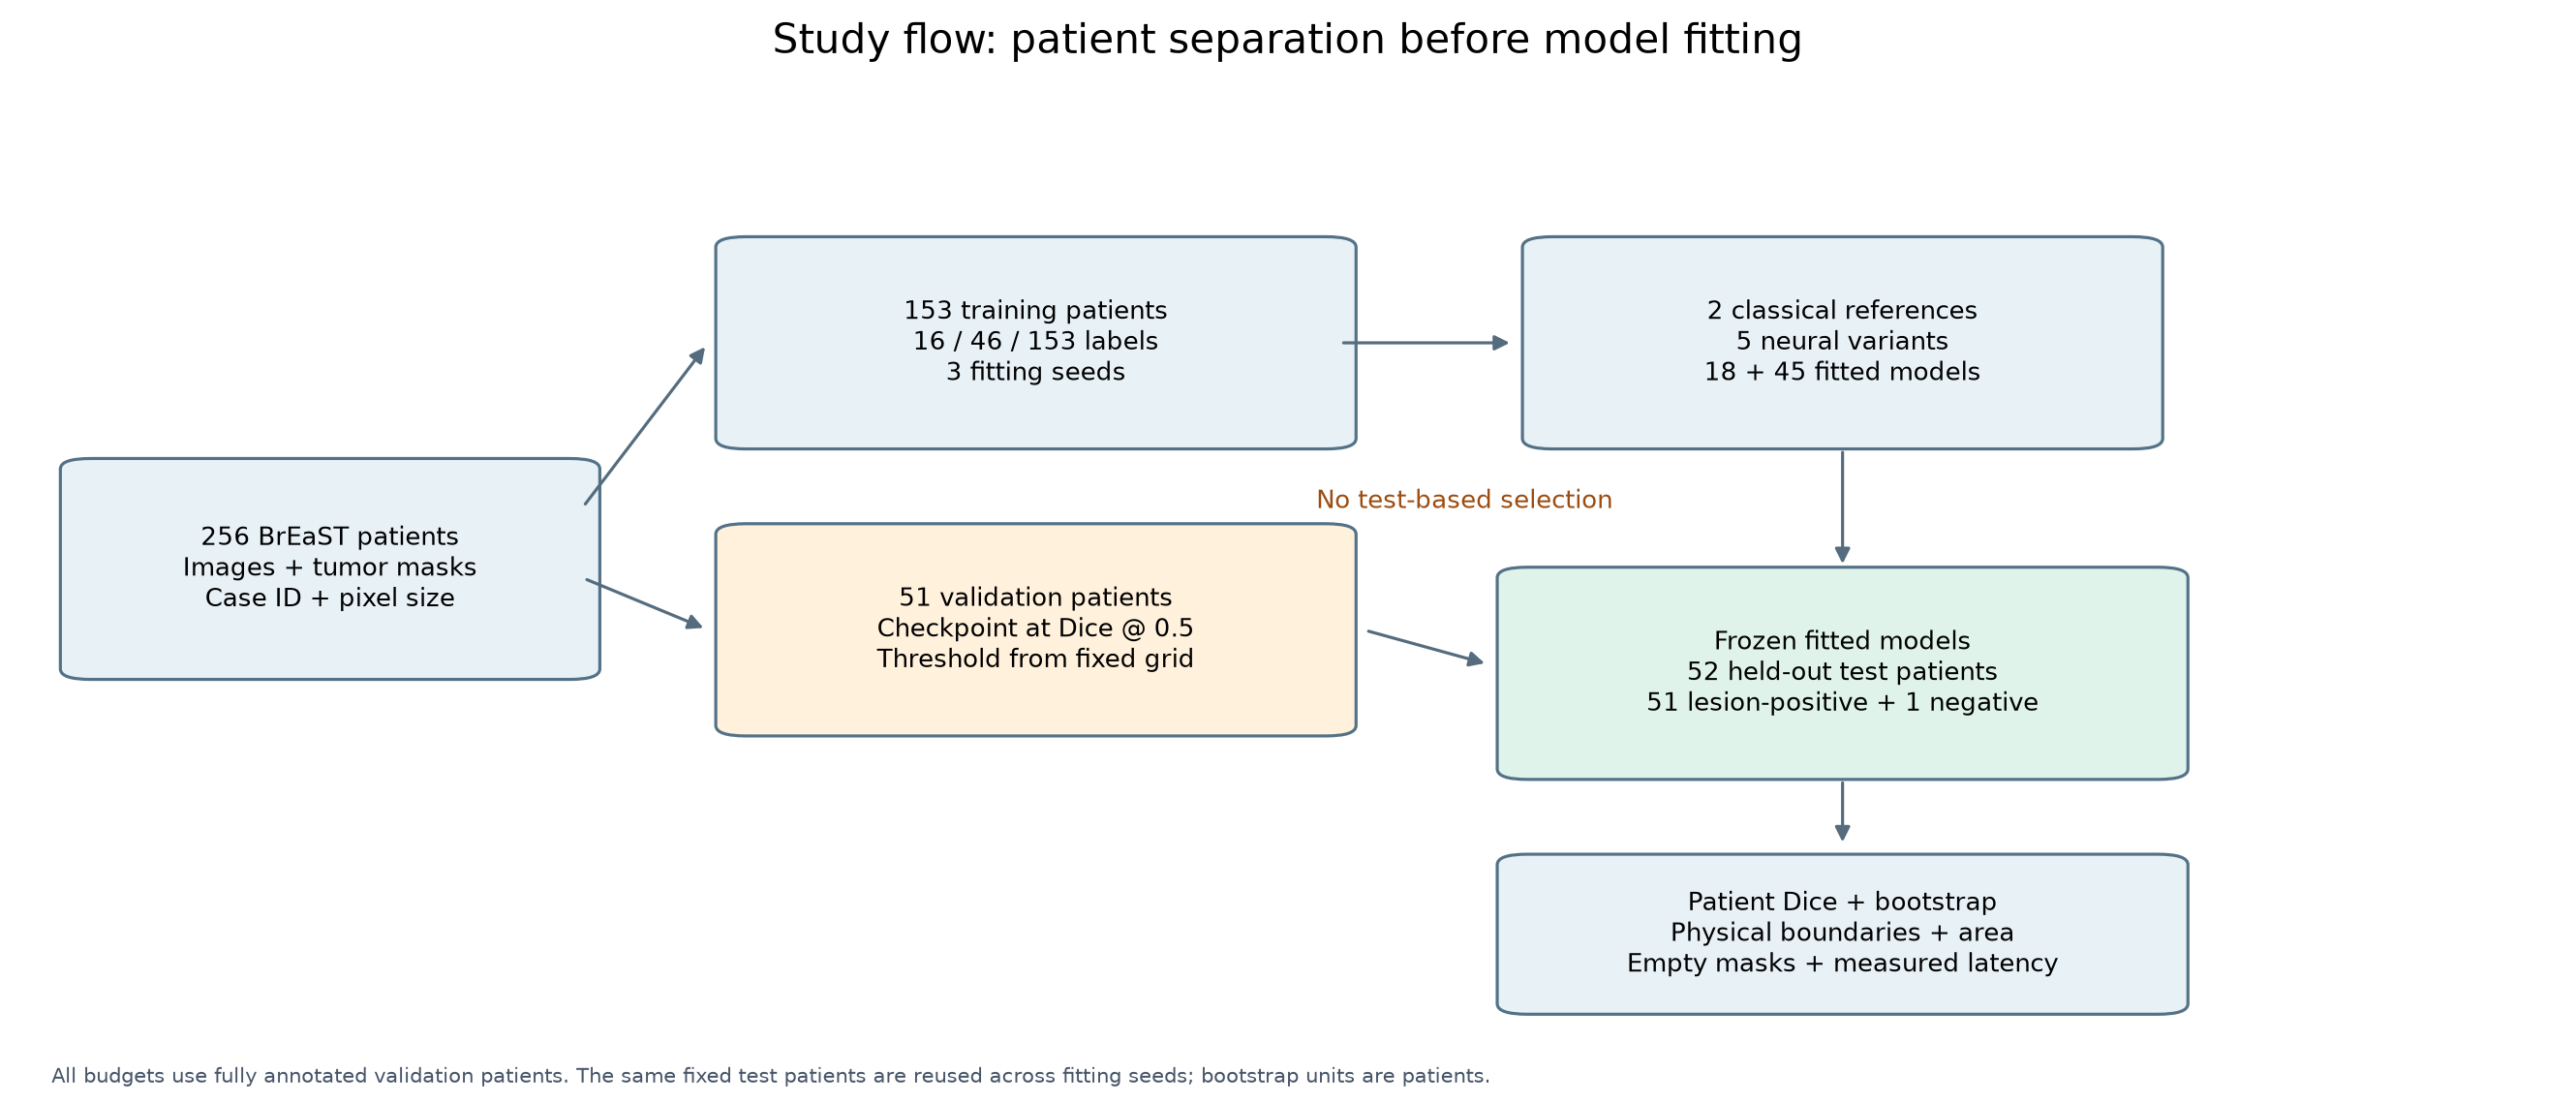 Study flow: patient separation before model fitting
153 training patients
16 / 46 / 153 labels
3 fitting seeds
2 classical references
5 neural variants
18 + 45 fitted models
No test-based selection
256 BrEaST patients
Images + tumor masks
Case ID + pixel size
51 validation patients
Checkpoint at Dice @ 0.5
Threshold from fixed grid
Frozen fitted models
52 held-out test patients
51 lesion-positive + 1 negative
Patient Dice + bootstrap
Physical boundaries + area
Empty masks + measured latency
All budgets use fully annotated validation patients. The same fixed test patients are reused across fitting seeds; bootstrap units are patients.